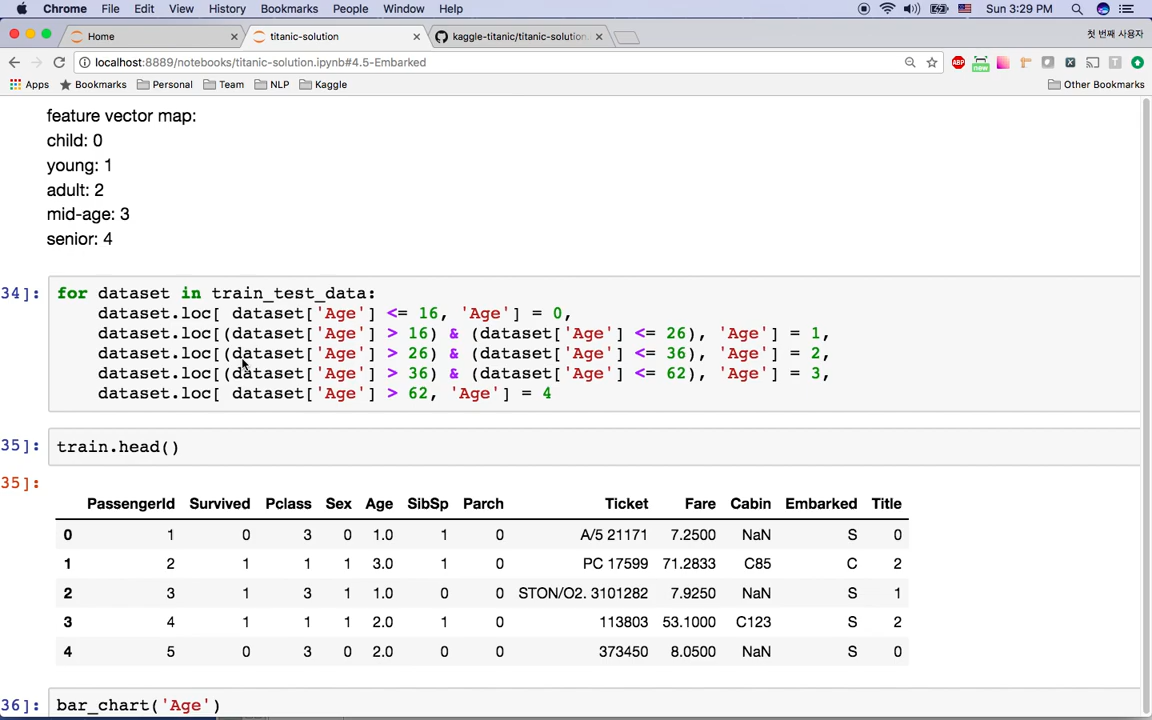 Chrome File Edit View History Bookmarks People Window Help Sun 3:29 PM
Home titanic-solution kaggle-titanic/titanic-solution. 첫 번째 사용자
localhost:8889/notebooks/titanic-solution.ipynb#4.5-Embarked ABP new
Apps Bookmarks Personal Team NLP Kaggle Other Bookmarks
feature vector map:
child: 0
young: 1
adult: 2
mid-age: 3
senior: 4
34]: for dataset in train_test_data:
dataset.loc[ dataset['Age'] <= 16, 'Age'] = 0,
dataset.loc[(dataset['Age'] > 16) & (dataset['Age'] <= 26), 'Age'] = 1,
dataset.loc[(dataset['Age'] > 26) & (dataset['Age'] <= 36), 'Age'] = 2,
dataset.loc[(dataset['Age'] > 36) & (dataset['Age'] <= 62), 'Age'] = 3,
dataset.loc[ dataset['Age'] > 62, 'Age'] = 4
35]: train.head()
35]:
PassengerId Survived Pclass Sex Age SibSp Parch Ticket Fare Cabin Embarked Title
0 1 0 3 0 1.0 1 0 A/5 21171 7.2500 NaN S 0
1 2 1 1 1 3.0 1 0 PC 17599 71.2833 C85 C 2
2 3 1 3 1 1.0 0 0 STON/O2. 3101282 7.9250 NaN S 1
3 4 1 1 1 2.0 1 0 113803 53.1000 C123 S 2
4 5 0 3 0 2.0 0 0 373450 8.0500 NaN S 0
36]: bar_chart('Age')